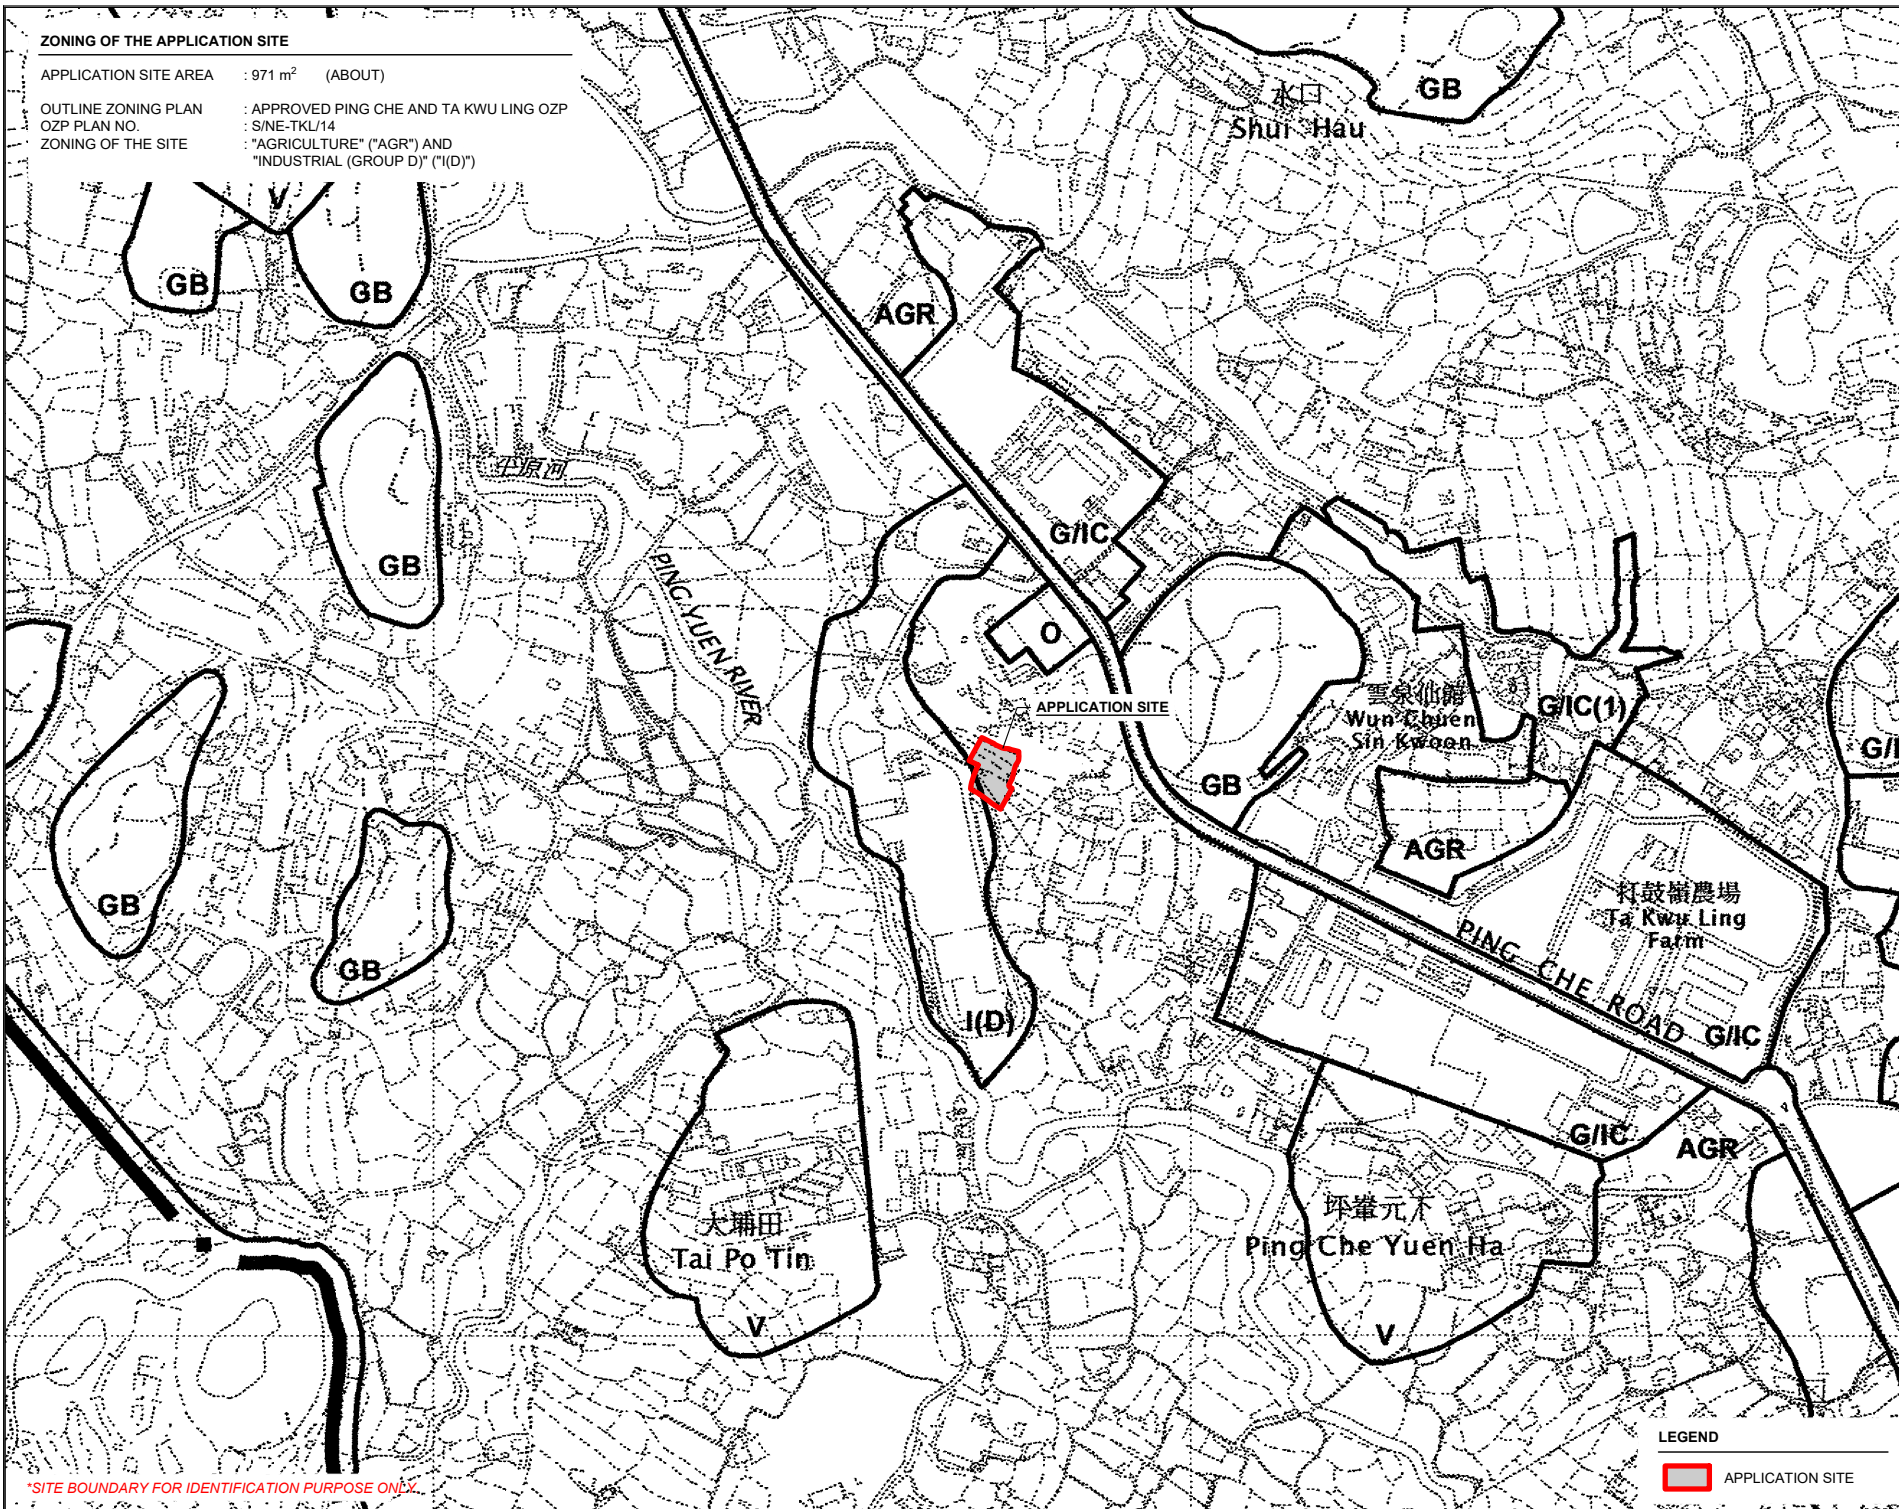 ZONING OF THE APPLICATION SITE
APPLICATION SITE AREA : 971 m² (ABOUT)
OUTLINE ZONING PLAN : APPROVED PING CHE AND TA KWU LING OZP
OZP PLAN NO. : S/NE-TKL/14
ZONING OF THE SITE : "AGRICULTURE" ("AGR") AND
"INDUSTRIAL (GROUP D)" ("I(D)")
GB
水口
Shui Hau
V
GB
GB
AGR
平原河
G/IC
GB
PING YUEN RIVER
O
APPLICATION SITE
雲泉仙館
Wun Chuen
Sin Kwoon
G/IC(1)
GB
AGR
打鼓嶺農場
Ta Kwu Ling
Farm
GB
GB
PING CHE ROAD
I(D)
G/IC
G/IC
AGR
大埔田
Tai Po Tin
V
坪輋元下
Ping Che Yuen Ha
V
LEGEND
APPLICATION SITE
*SITE BOUNDARY FOR IDENTIFICATION PURPOSE ONLY.